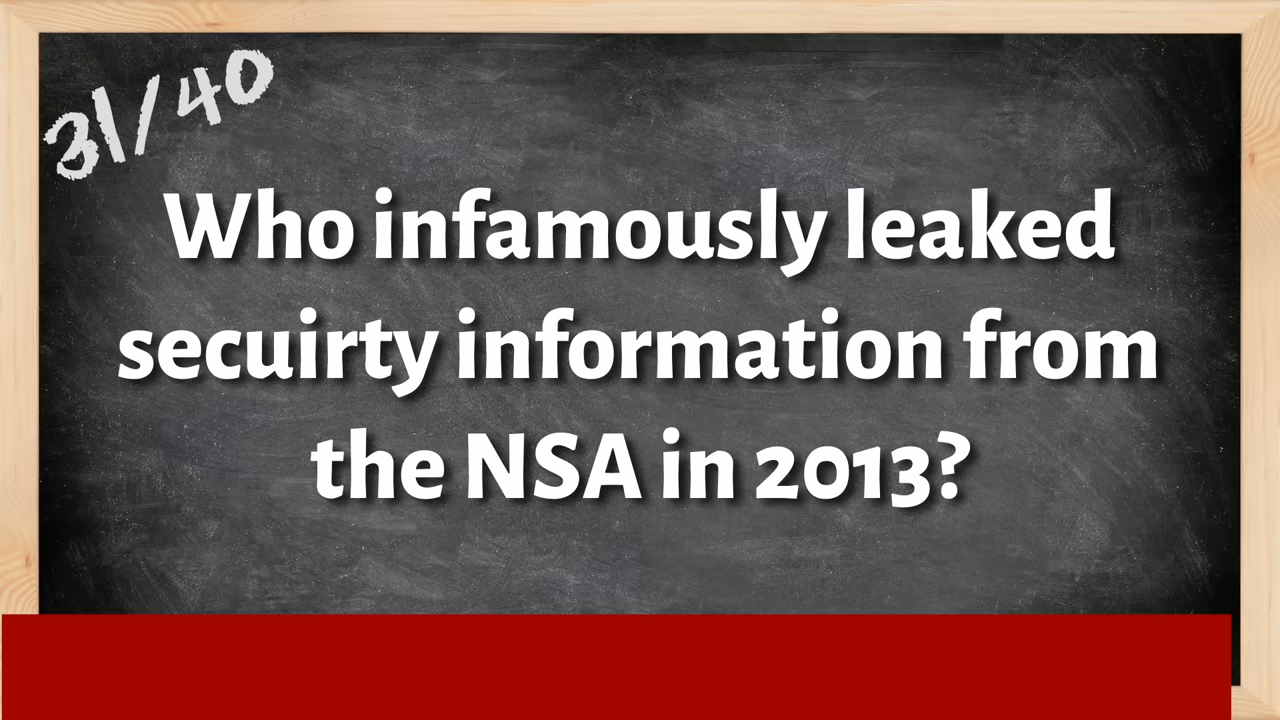 31/40
Who infamously leaked
secuirty information from
the NSA in 2013?